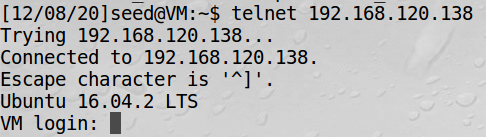 [12/08/20]seed@VM:~$ telnet 192.168.120.138
Trying 192.168.120.138...
Connected to 192.168.120.138.
Escape character is '^]'.
Ubuntu 16.04.2 LTS
VM login: